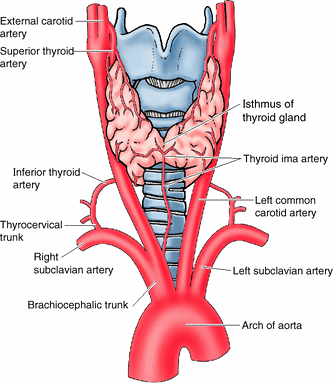 External carotid
artery
Superior thyroid
artery
Isthmus of
thyroid gland
Thyroid ima artery
Inferior thyroid
artery
Left common
carotid artery
Thyrocervical
trunk
Right
subclavian artery
Left subclavian artery
Brachiocephalic trunk
Arch of aorta